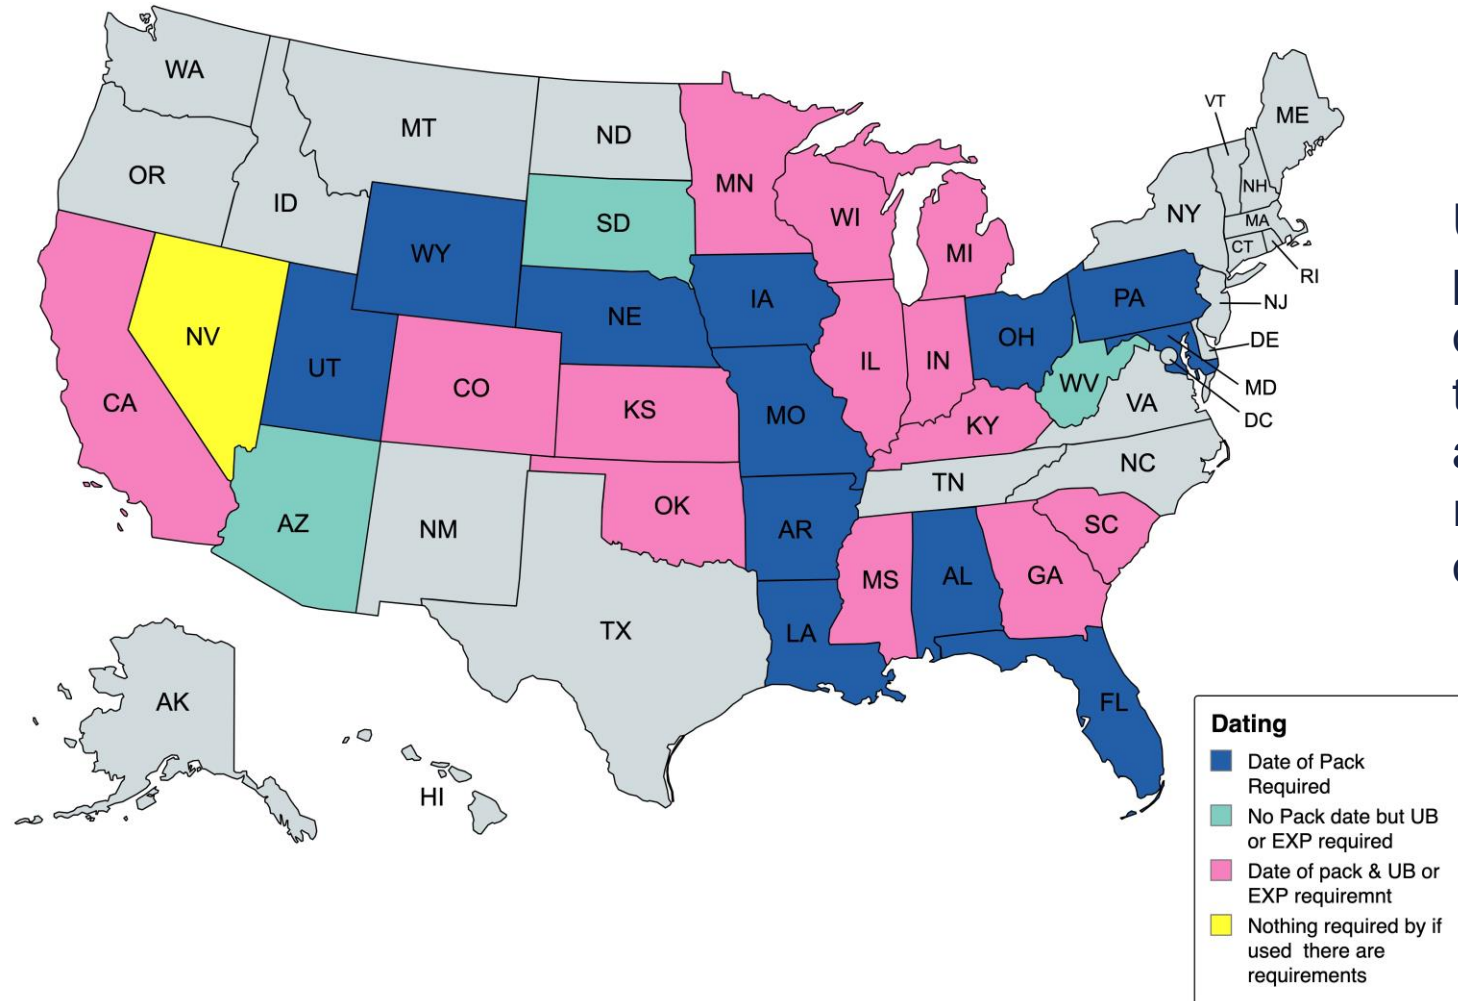 WA
MT
ND
MN
VT
ME
OR
ID
SD
WI
NH
NY
MA
WY
MI
CT
RI
IA
PA
NJ
NV
NE
OH
DE
UT
CO
IL
IN
WV
MD
CA
KS
MO
KY
VA
DC
TN
NC
AZ
NM
OK
AR
SC
MS
AL
GA
TX
LA
AK
FL
HI
Dating
Date of Pack
Required
No Pack date but UB
or EXP required
Date of pack & UB or
EXP requiremnt
Nothing required by if
used there are
requirements